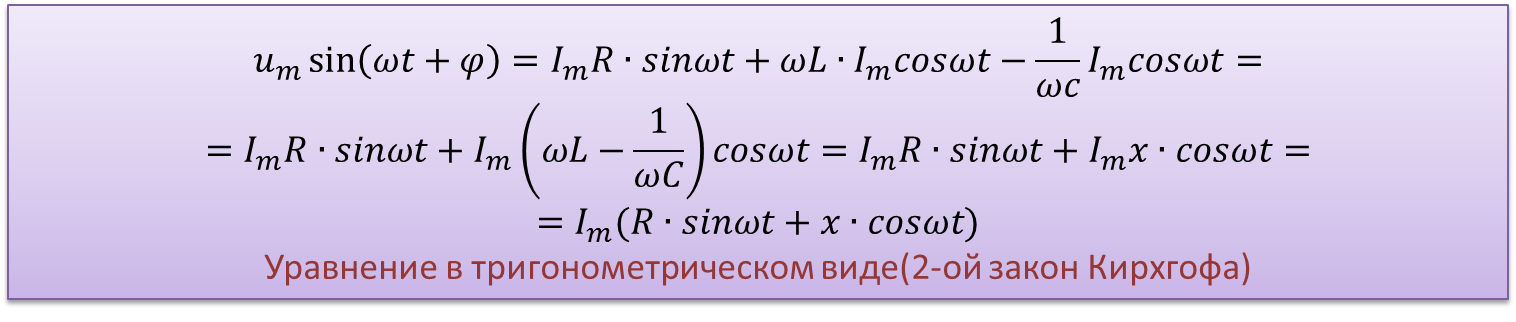 u_m sin(ωt + φ) = I_m R · sinωt + ωL · I_m cosωt − 1/ωc I_m cosωt =
= I_m R · sinωt + I_m (ωL − 1/ωC) cosωt = I_m R · sinωt + I_m x · cosωt =
= I_m (R · sinωt + x · cosωt)
Уравнение в тригонометрическом виде(2-ой закон Кирхгофа)